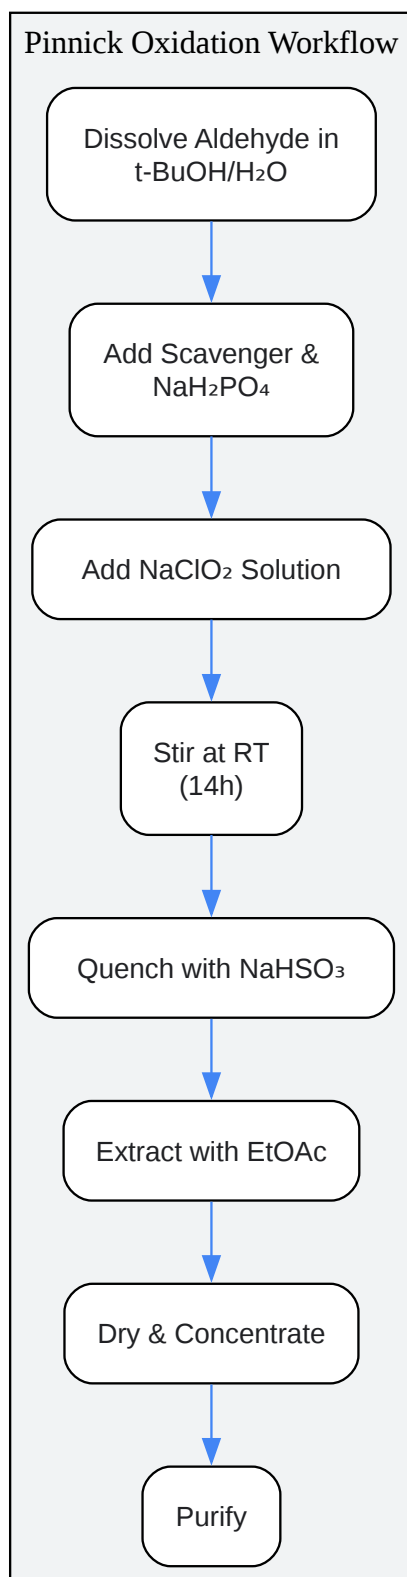 Pinnick Oxidation Workflow
Dissolve Aldehyde in
t-BuOH/H₂O
Add Scavenger &
NaH₂PO₄
Add NaClO₂ Solution
Stir at RT
(14h)
Quench with NaHSO₃
Extract with EtOAc
Dry & Concentrate
Purify